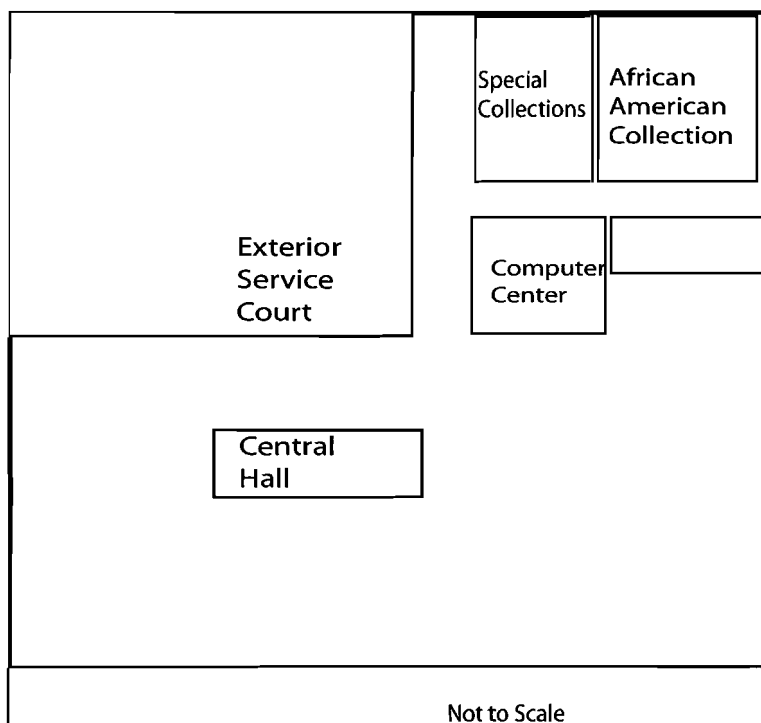 Special
Collections
African
American
Collection
Exterior
Service
Court
Computer
Center
Central
Hall
Not to Scale